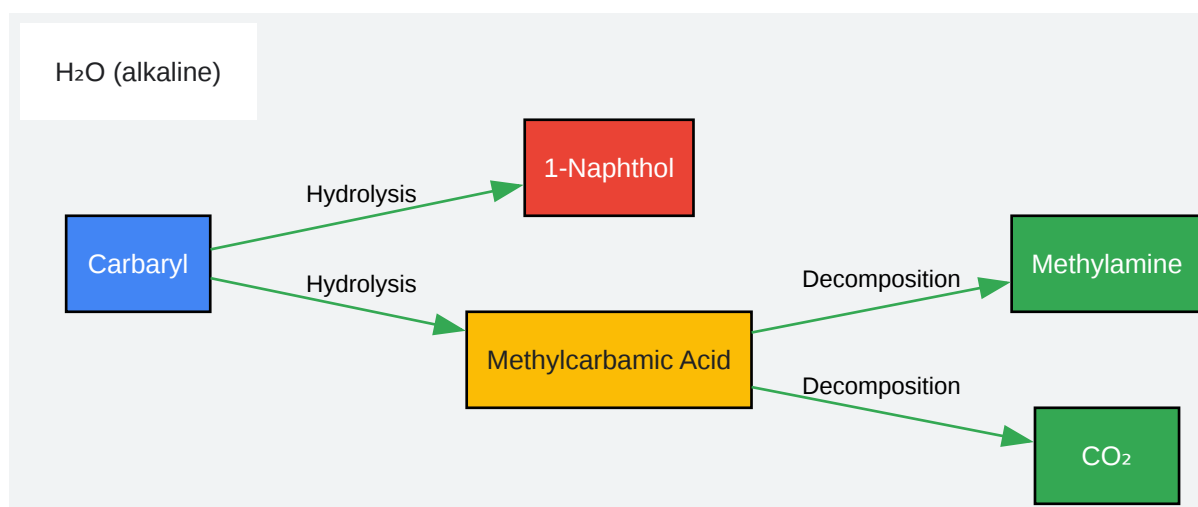 H₂O (alkaline)
1-Naphthol
Hydrolysis
Carbaryl
Hydrolysis
Methylcarbamic Acid
Decomposition
Methylamine
Decomposition
CO₂